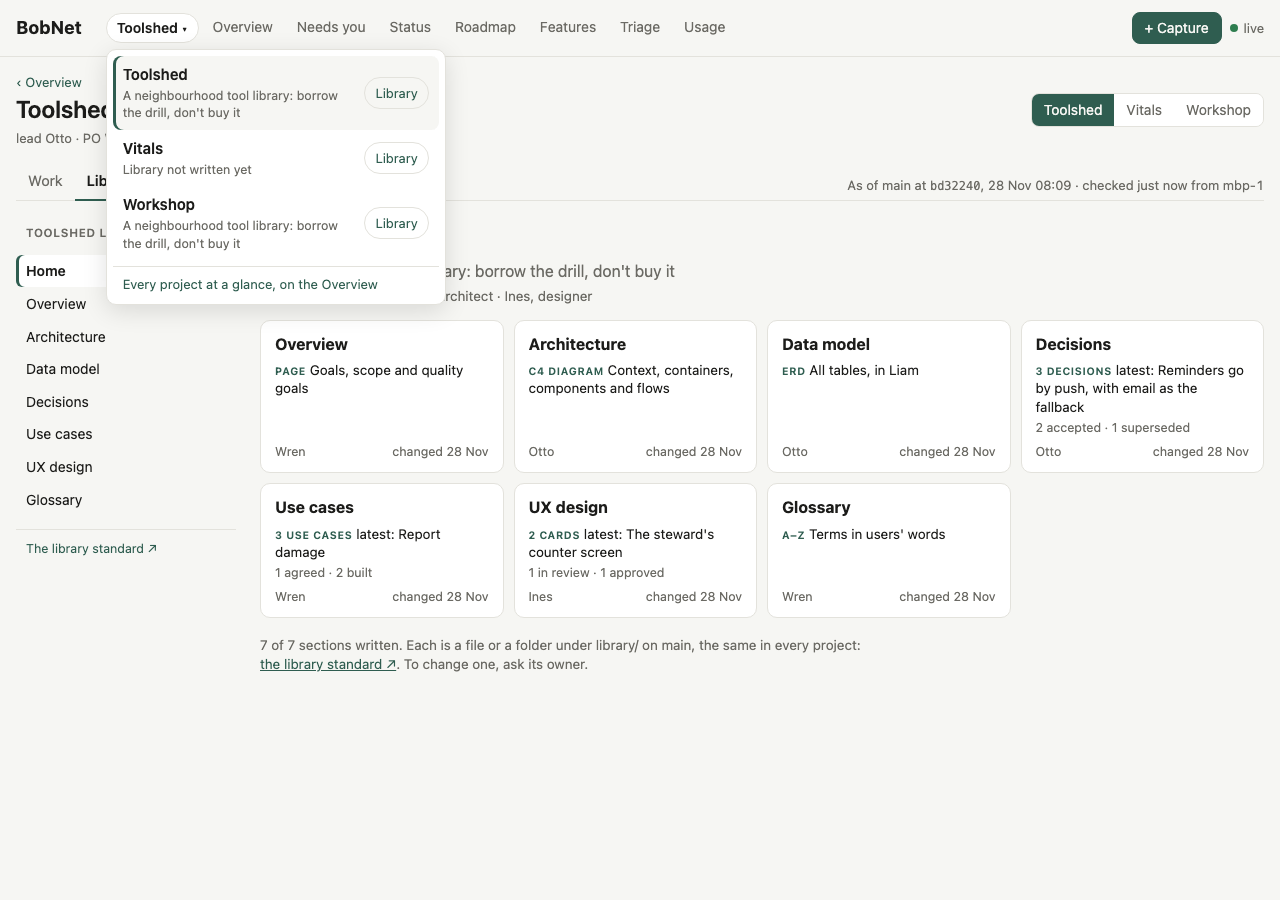 BobNet
Toolshed ▾
Overview
Needs you
Status
Roadmap
Features
Triage
Usage
+ Capture
live
‹ Overview
Toolshed
lead Otto · PO
Toolshed
Vitals
Workshop
Work
As of main at bd32240, 28 Nov 08:09 · checked just now from mbp-1
Toolshed
A neighbourhood tool library: borrow
the drill, don't buy it
Library
Vitals
Library not written yet
Library
Workshop
A neighbourhood tool library: borrow
the drill, don't buy it
Library
Every project at a glance, on the Overview
TOOLSHED
Home
Overview
Architecture
Data model
Decisions
Use cases
UX design
Glossary
The library standard ↗
borrow the drill, don't buy it
· Ines, designer
Overview
PAGE Goals, scope and quality
goals
Wren
changed 28 Nov
Architecture
C4 DIAGRAM Context, containers,
components and flows
Otto
changed 28 Nov
Data model
ERD All tables, in Liam
Otto
changed 28 Nov
Decisions
3 DECISIONS latest: Reminders go
by push, with email as the
fallback
2 accepted · 1 superseded
Otto
changed 28 Nov
Use cases
3 USE CASES latest: Report
damage
1 agreed · 2 built
Wren
changed 28 Nov
UX design
2 CARDS latest: The steward's
counter screen
1 in review · 1 approved
Ines
changed 28 Nov
Glossary
A–Z Terms in users' words
Wren
changed 28 Nov
7 of 7 sections written. Each is a file or a folder under library/ on main, the same in every project:
the library standard ↗. To change one, ask its owner.